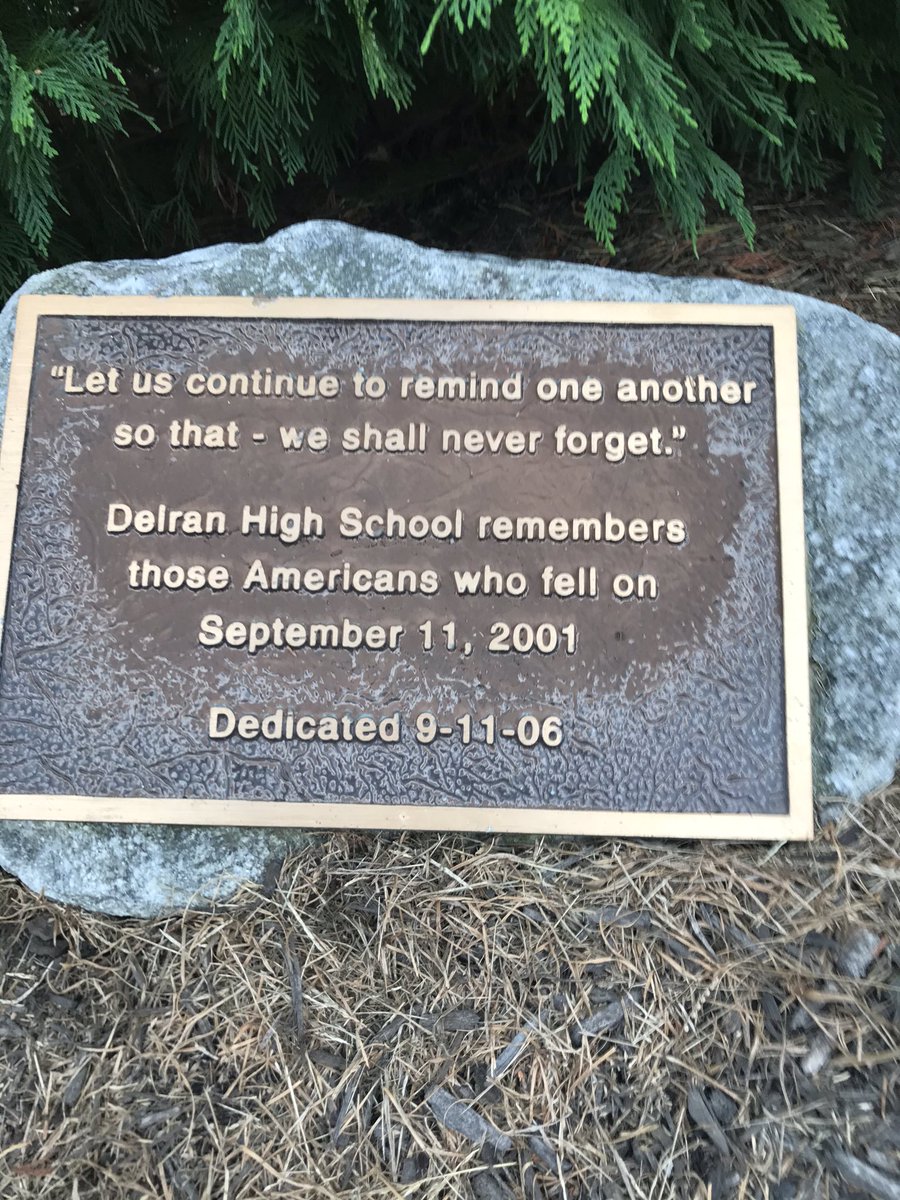 "Let us continue to remind one another
so that - we shall never forget."
Delran High School remembers
those Americans who fell on
September 11, 2001
Dedicated 9-11-06